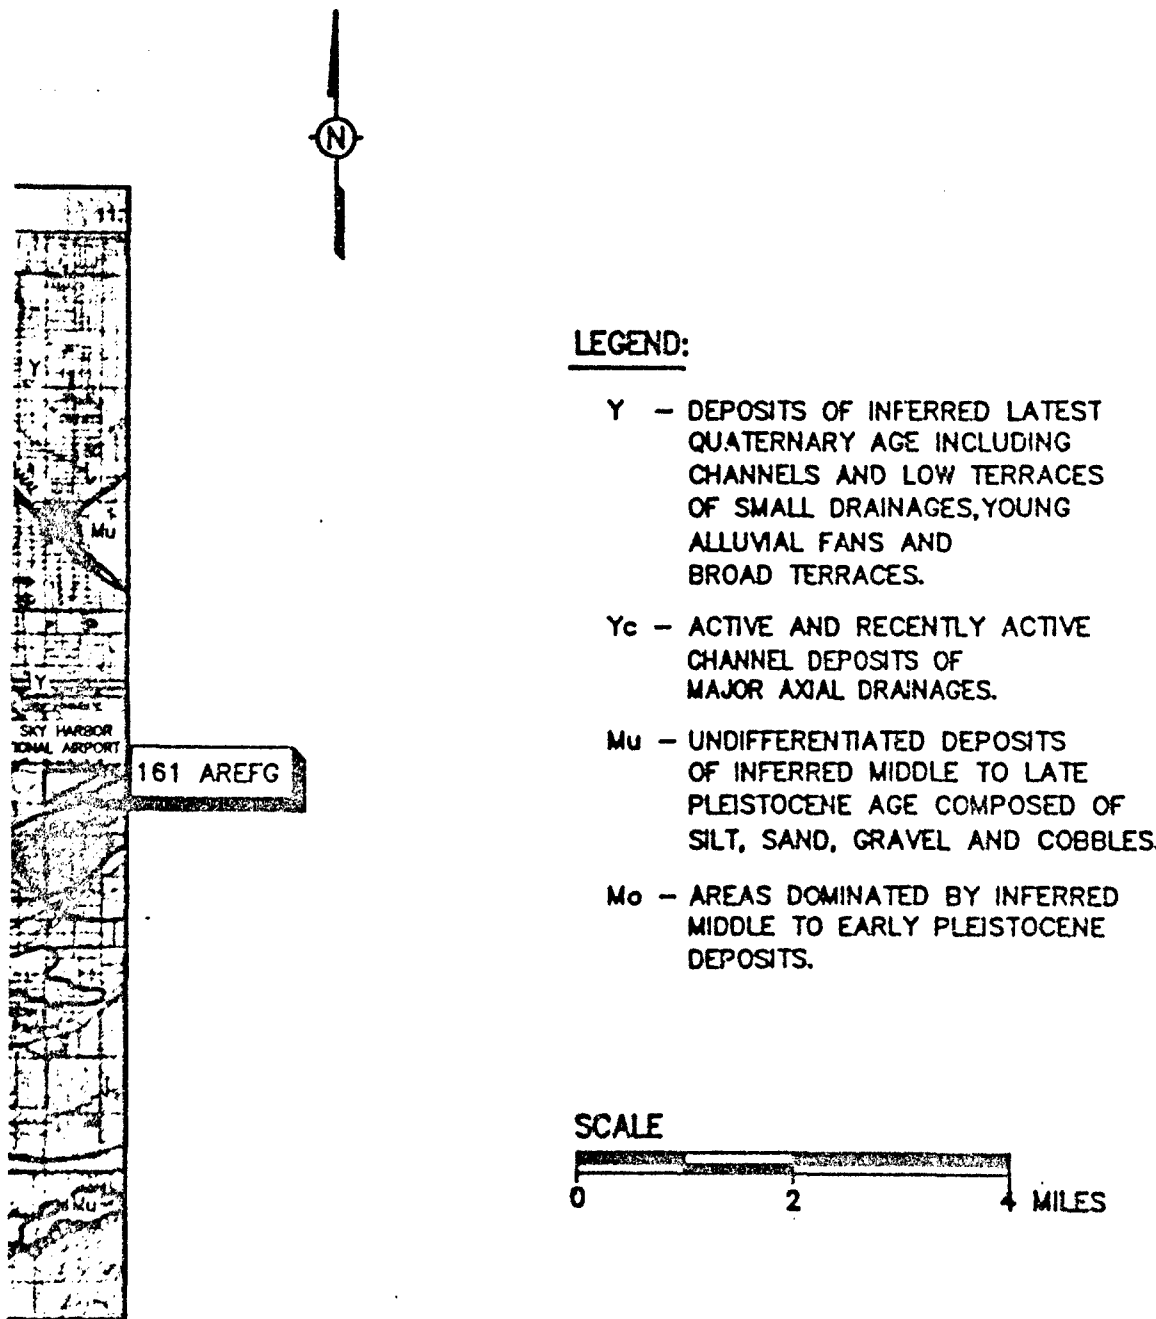 N
Y
Mu
Y
SKY HARBOR
IONAL AIRPORT
161 AREFG
Mu
LEGEND:
Y – DEPOSITS OF INFERRED LATEST
QUATERNARY AGE INCLUDING
CHANNELS AND LOW TERRACES
OF SMALL DRAINAGES, YOUNG
ALLUVIAL FANS AND
BROAD TERRACES.
Yc – ACTIVE AND RECENTLY ACTIVE
CHANNEL DEPOSITS OF
MAJOR AXIAL DRAINAGES.
Mu – UNDIFFERENTIATED DEPOSITS
OF INFERRED MIDDLE TO LATE
PLEISTOCENE AGE COMPOSED OF
SILT, SAND, GRAVEL AND COBBLES.
Mo – AREAS DOMINATED BY INFERRED
MIDDLE TO EARLY PLEISTOCENE
DEPOSITS.
SCALE
0 2 4 MILES